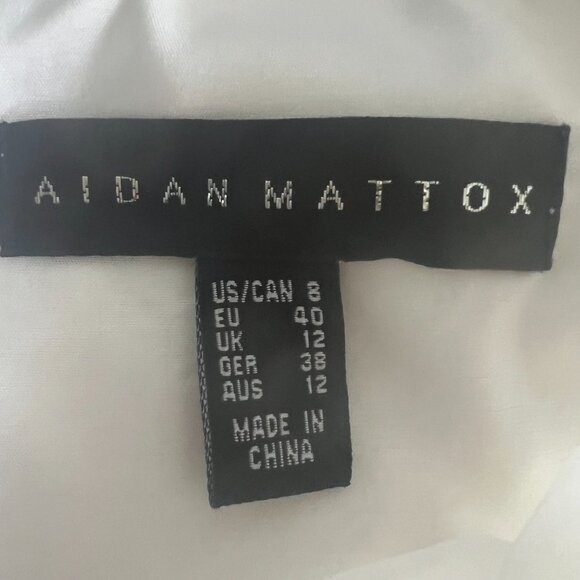 AIDAN MATTOX
US/CAN 8
EU 40
UK 12
GER 38
AUS 12
MADE IN
CHINA